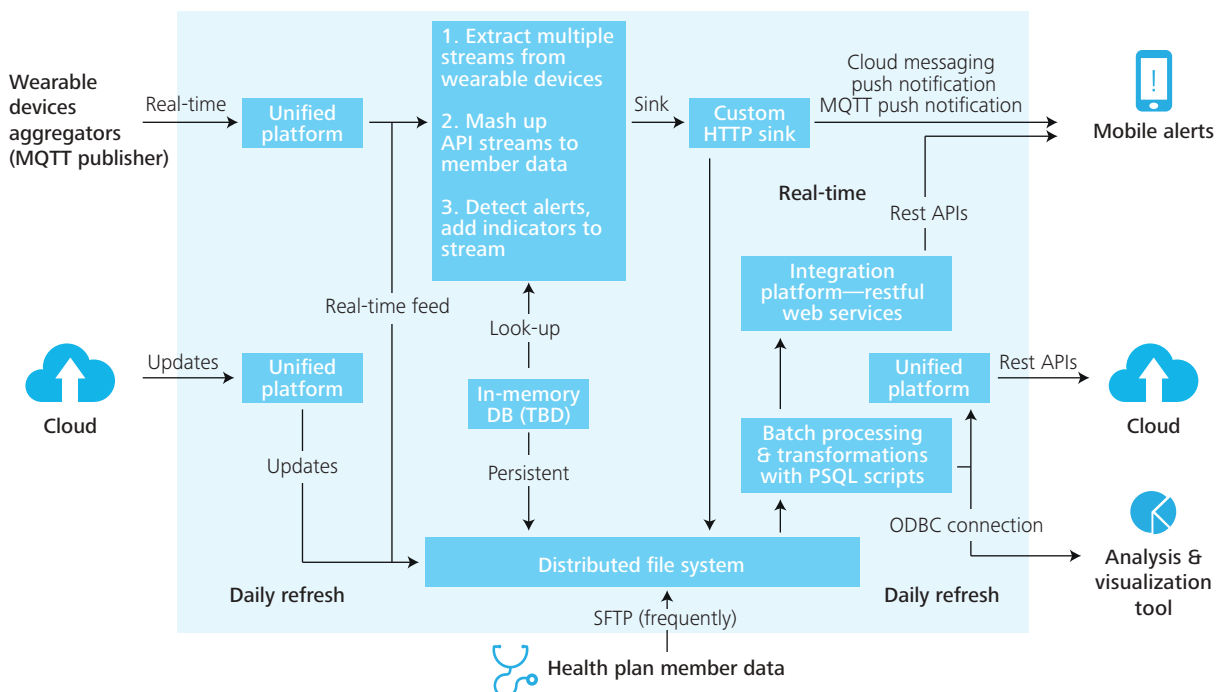 Wearable
devices
aggregators
(MQTT publisher)
Real-time
Unified
platform
1. Extract multiple
streams from
wearable devices
2. Mash up
API streams to
member data
3. Detect alerts,
add indicators to
stream
Sink
Custom
HTTP sink
Cloud messaging
push notification
MQTT push notification
!
Mobile alerts
Real-time
Rest APIs
Integration
platform—restful
web services
Real-time feed
Look-up
Cloud
Updates
Unified
platform
Updates
In-memory
DB (TBD)
Persistent
Unified
platform
Rest APIs
Cloud
Batch processing
& transformations
with PSQL scripts
ODBC connection
Analysis &
visualization
tool
Distributed file system
Daily refresh
Daily refresh
SFTP (frequently)
Health plan member data